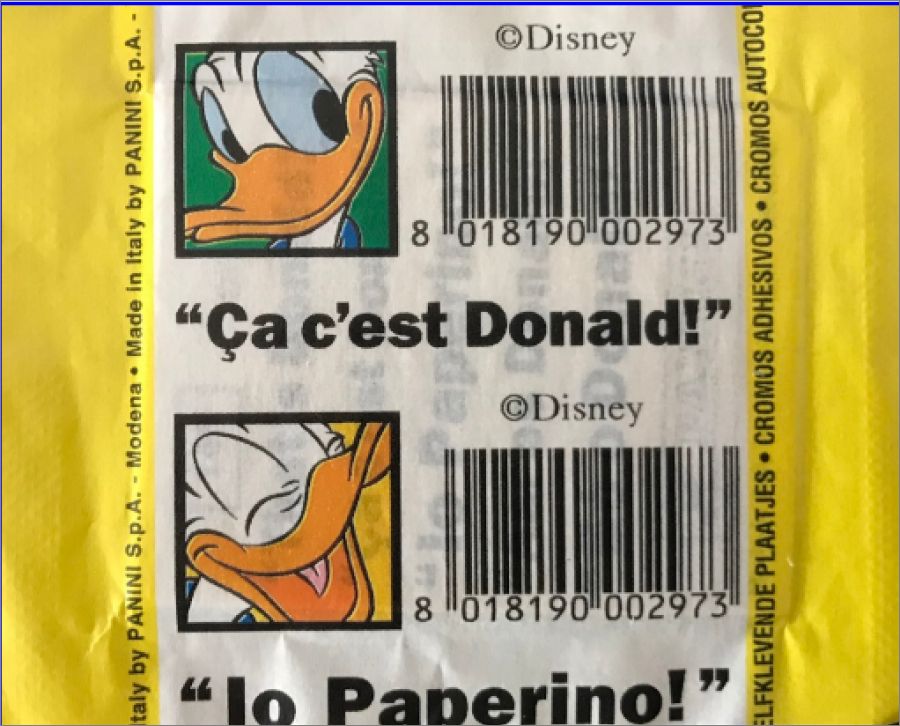 ©Disney
8 018190 002973
“Ça c’est Donald!”
©Disney
8 018190 002973
“Io Paperino!”
taly by PANINI S.p.A. - Modena • Made in Italy by PANINI S.p.A. -
ELFKLEVENDE PLAATJES • CROMOS ADHESIVOS • CROMOS AUTOCO